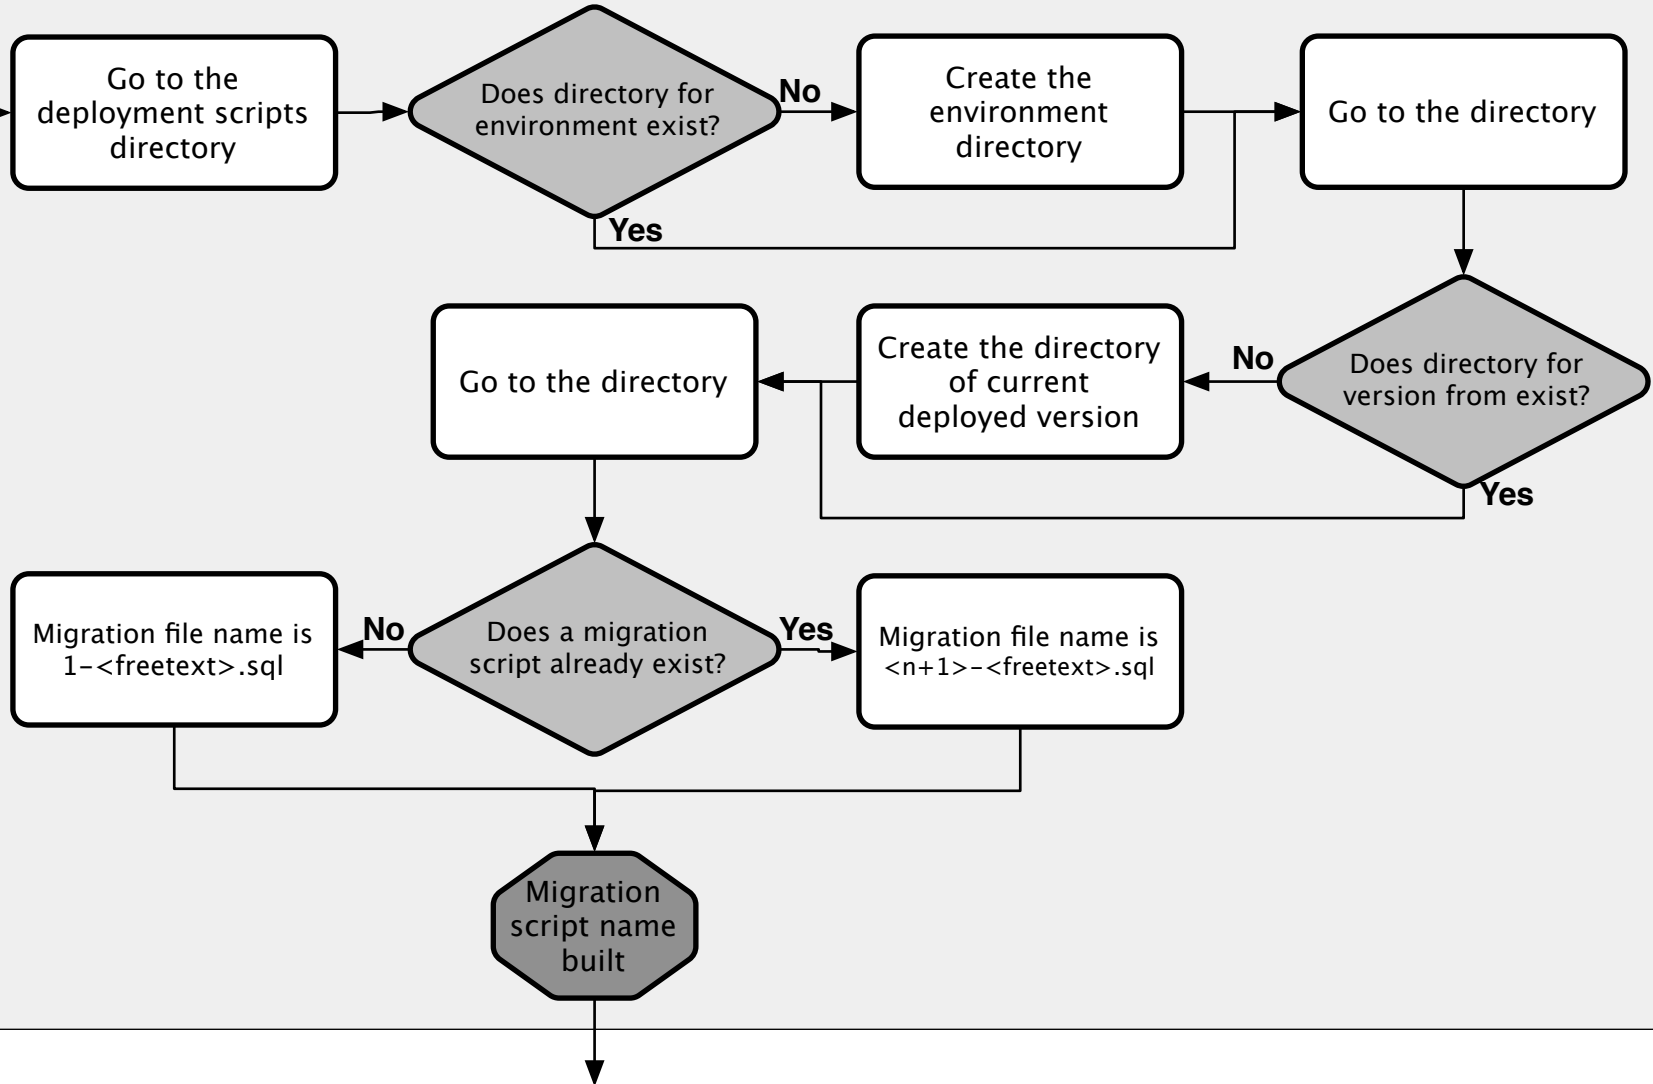 Go to the
deployment scripts
directory
Does directory for
environment exist?
No
Yes
Create the
environment
directory
Go to the directory
Does directory for
version from exist?
No
Yes
Create the directory
of current
deployed version
Go to the directory
Does a migration
script already exist?
No
Yes
Migration file name is
1-<freetext>.sql
Migration file name is
<n+1>-<freetext>.sql
Migration
script name
built